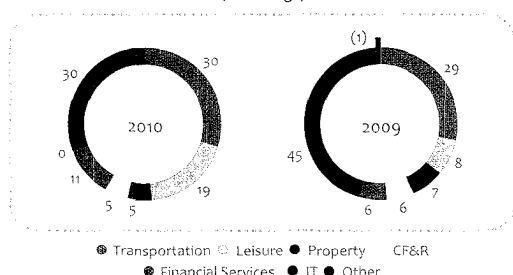 (1)
30 30 29
2010 2009
45
0 8
11 19 7
5 5 6 6
Transportation Leisure Property CF&R
Financial Services IT Other